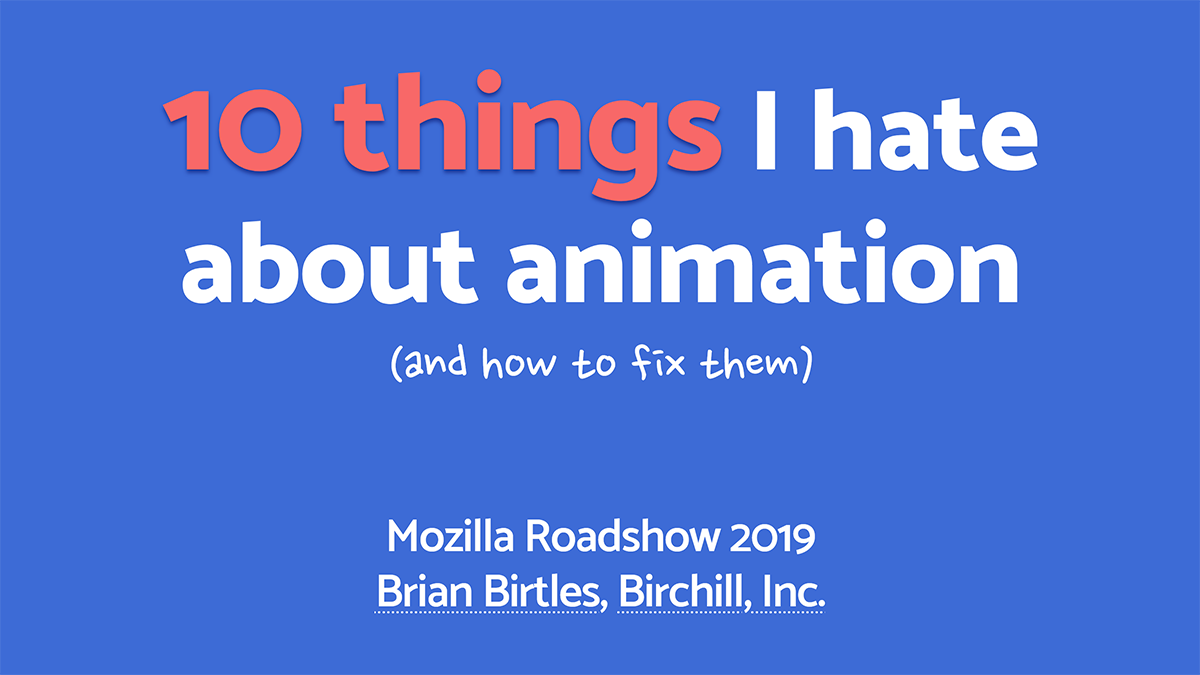 10 things I hate
about animation
(and how to fix them)
Mozilla Roadshow 2019
Brian Birtles, Birchill, Inc.